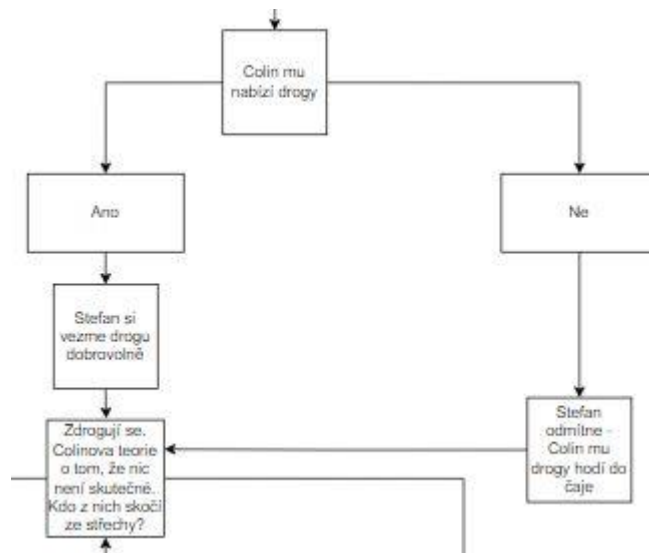 Colin mu
nabízí drogy
Ano
Ne
Stefan si
vezme drogu
dobrovolně
Stefan
odmítne -
Colin mu
drogy hodí do
čaje
Zdrogují se.
Colinova teorie
o tom, že nic
není skutečné.
Kdo z nich skočí
ze střechy?